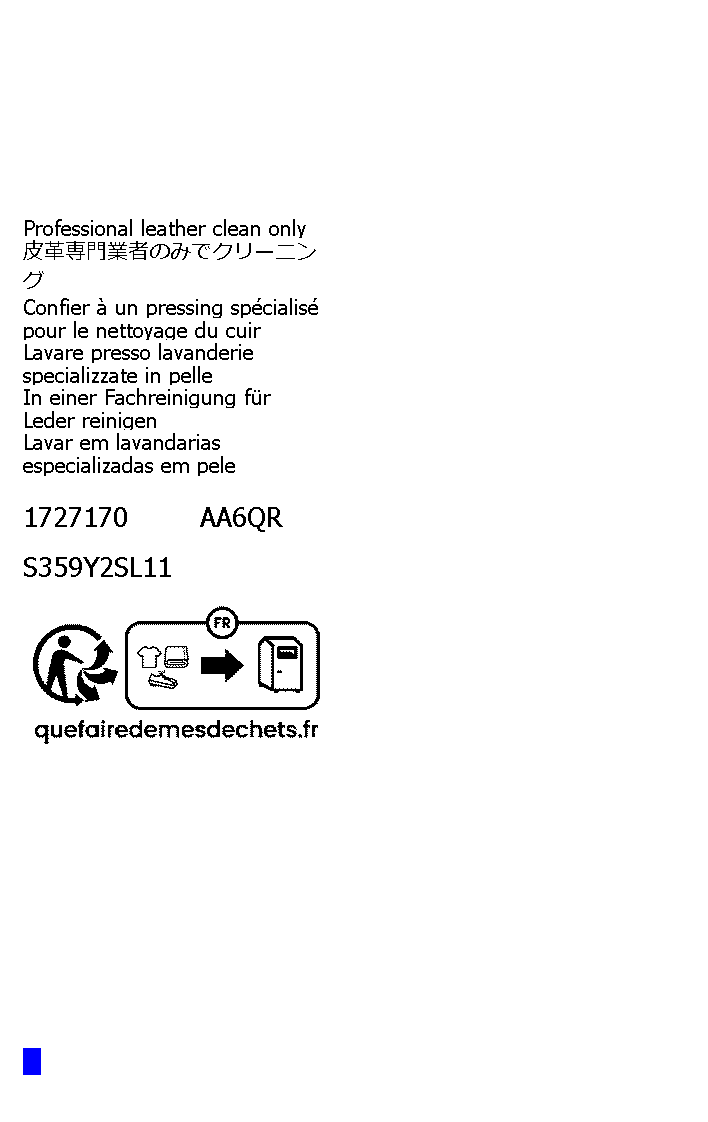 Professional leather clean only
皮革専門業者のみでクリーニン
グ
Confier à un pressing spécialisé
pour le nettoyage du cuir
Lavare presso lavanderie
specializzate in pelle
In einer Fachreinigung für
Leder reinigen
Lavar em lavandarias
especializadas em pele
1727170 AA6QR
S359Y2SL11
FR
quefairedemesdechets.fr